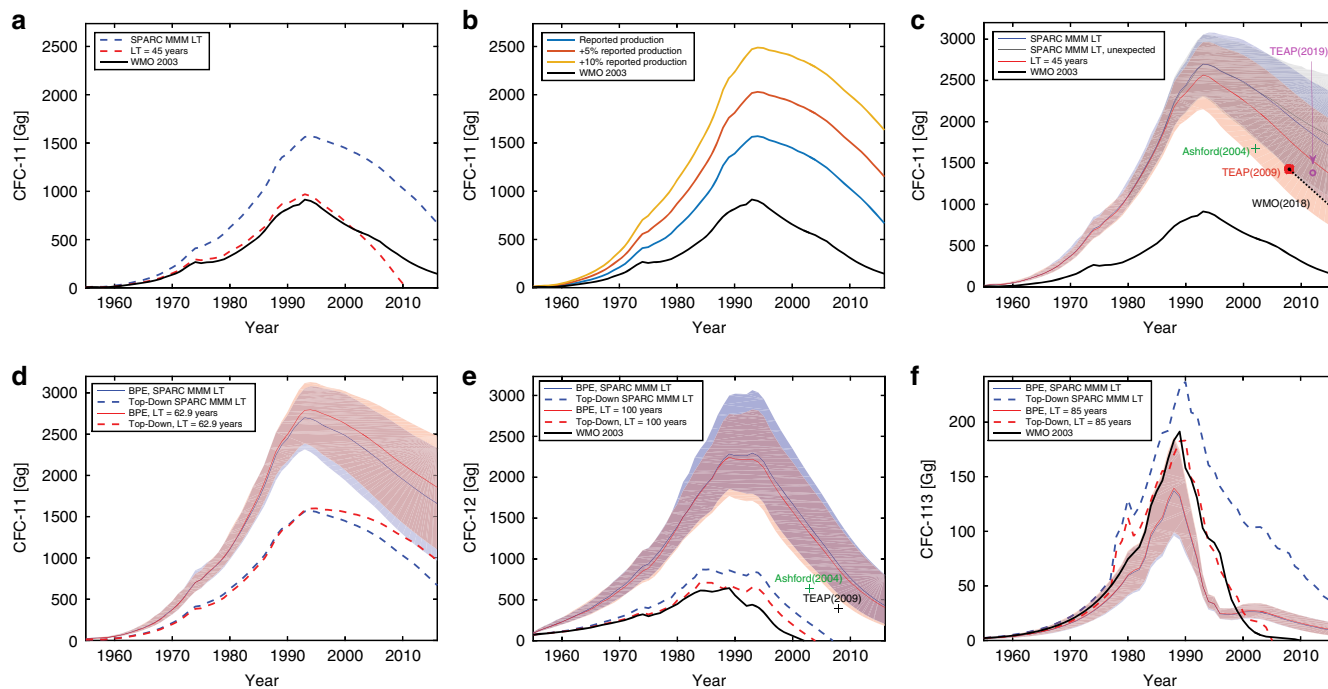 a
SPARC MMM LT
LT = 45 years
WMO 2003
CFC-11 [Gg]
2500
2000
1500
1000
500
0
1960 1970 1980 1990 2000 2010
Year
b
Reported production
+5% reported production
+10% reported production
WMO 2003
CFC-11 [Gg]
2500
2000
1500
1000
500
0
1960 1970 1980 1990 2000 2010
Year
c
SPARC MMM LT
SPARC MMM LT, unexpected
LT = 45 years
WMO 2003
TEAP(2019)
Ashford(2004)
TEAP(2009)
WMO(2018)
CFC-11 [Gg]
3000
2500
2000
1500
1000
500
0
1960 1970 1980 1990 2000 2010
Year
d
BPE, SPARC MMM LT
Top-Down SPARC MMM LT
BPE, LT = 62.9 years
Top-Down, LT = 62.9 years
CFC-11 [Gg]
3000
2500
2000
1500
1000
500
0
1960 1970 1980 1990 2000 2010
Year
e
BPE, SPARC MMM LT
Top-Down SPARC MMM LT
BPE, LT = 100 years
Top-Down, LT = 100 years
WMO 2003
Ashford(2004)
TEAP(2009)
CFC-12 [Gg]
3000
2500
2000
1500
1000
500
0
1960 1970 1980 1990 2000 2010
Year
f
BPE, SPARC MMM LT
Top-Down SPARC MMM LT
BPE, LT = 85 years
Top-Down, LT = 85 years
WMO 2003
CFC-113 [Gg]
200
150
100
50
0
1960 1970 1980 1990 2000 2010
Year